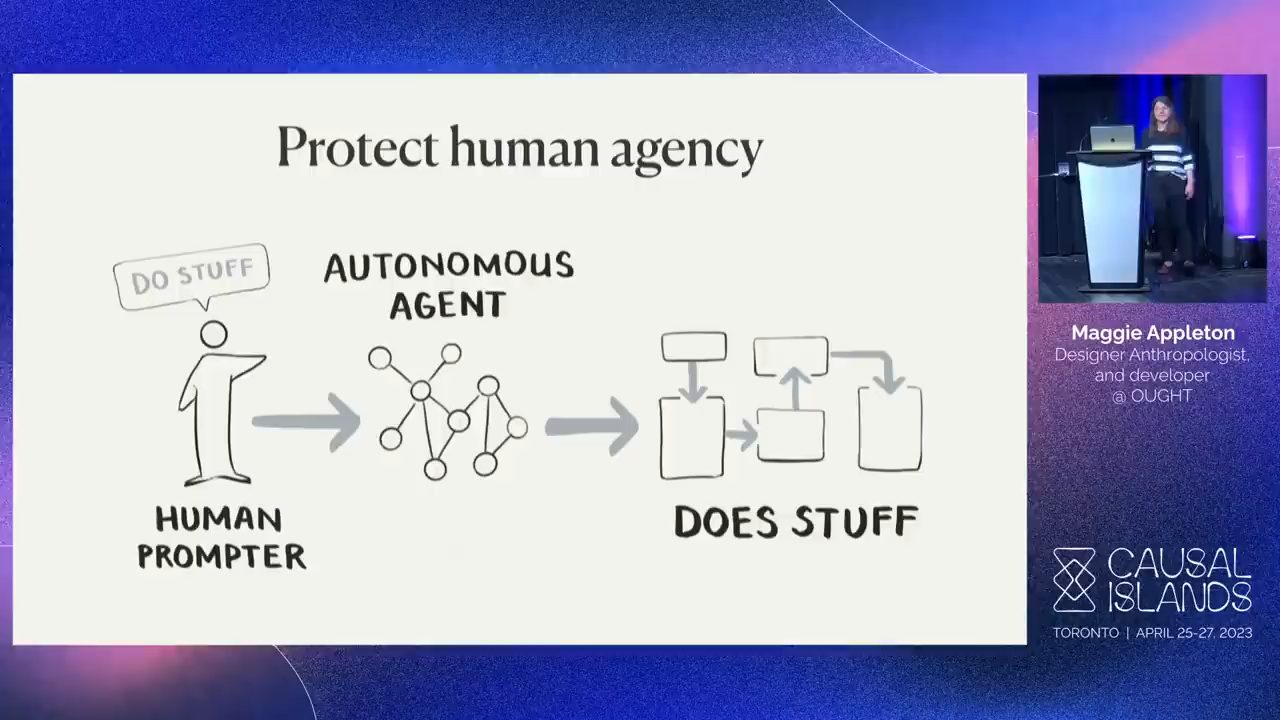 Protect human agency
DO STUFF
AUTONOMOUS
AGENT
HUMAN
PROMPTER
DOES STUFF
Maggie Appleton
Designer Anthropologist,
and developer
@ OUGHT
CAUSAL
ISLANDS
TORONTO | APRIL 25-27, 2023